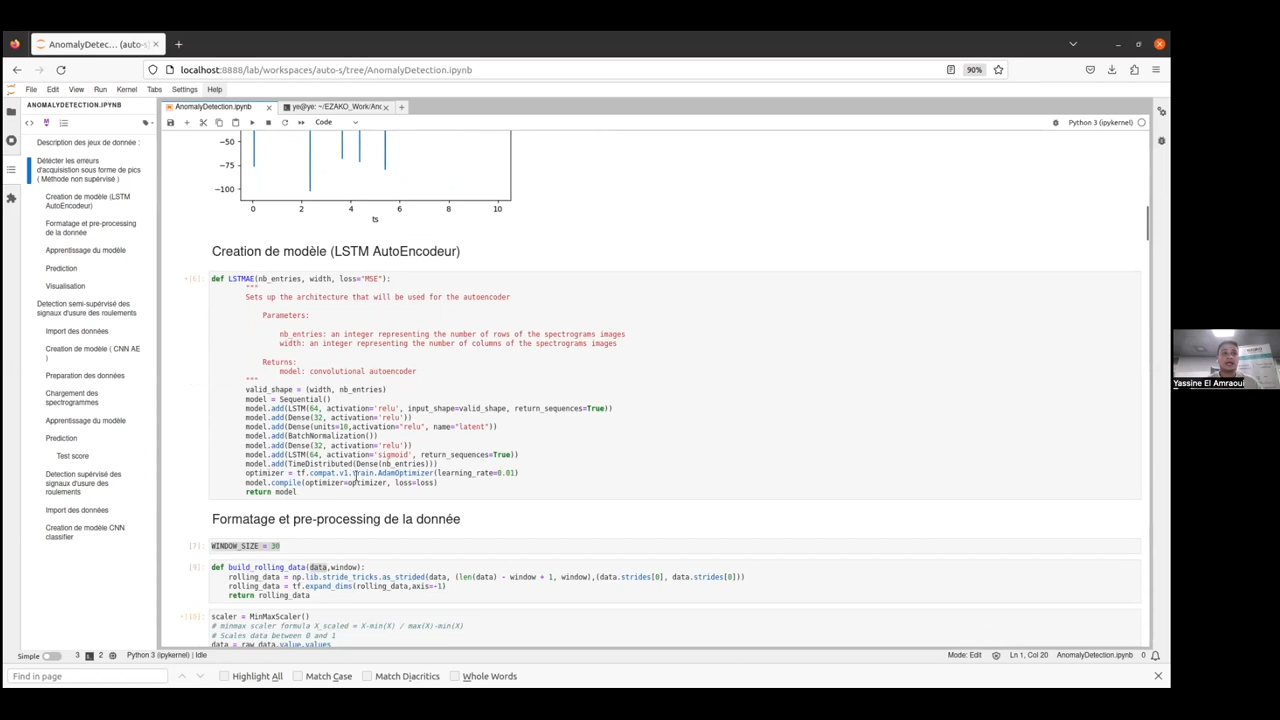 AnomalyDetec… (auto-s
localhost:8888/lab/workspaces/auto-s/tree/AnomalyDetection.ipynb
90%
File Edit View Run Kernel Tabs Settings Help
ANOMALYDETECTION.IPYNB
Description des jeux de donnée :
Détécter les erreurs
d'acquisistion sous forme de pics
( Méthode non supervisé )
Creation de modèle (LSTM
AutoEncodeur)
Formatage et pre-processing de
la donnée
Apprentissage du modèle
Prediction
Visualisation
Detection semi-supervisé des
signaux d'usure des roulements
Import des données
Creation de modèle ( CNN AE
)
Preparation des données
Chargement des
spectrogrammes
Apprentissage du modèle
Prediction
Test score
Detection supervisé des
signaux d'usure des
roulements
Import des données
Creation de modèle CNN
classifier
AnomalyDetection.ipynb
ye@ye: ~/EZAKO_Work/Ano
Code
Python 3 (ipykernel)
−50
−75
−100
0 2 4 6 8 10
ts
Creation de modèle (LSTM AutoEncodeur)
[6]: def LSTMAE(nb_entries, width, loss="MSE"):
"""
Sets up the architecture that will be used for the autoencoder
Parameters:
nb_entries: an integer representing the number of rows of the spectrograms images
width: an integer representing the number of columns of the spectrograms images
Returns:
model: convolutional autoencoder
"""
valid_shape = (width, nb_entries)
model = Sequential()
model.add(LSTM(64, activation='relu', input_shape=valid_shape, return_sequences=True))
model.add(Dense(32, activation='relu'))
model.add(Dense(units=10,activation="relu", name="latent"))
model.add(BatchNormalization())
model.add(Dense(32, activation='relu'))
model.add(LSTM(64, activation='sigmoid', return_sequences=True))
model.add(TimeDistributed(Dense(nb_entries)))
optimizer = tf.compat.v1.train.AdamOptimizer(learning_rate=0.01)
model.compile(optimizer=optimizer, loss=loss)
return model
Formatage et pre-processing de la donnée
[7]: WINDOW_SIZE = 30
[9]: def build_rolling_data(data,window):
rolling_data = np.lib.stride_tricks.as_strided(data, (len(data) - window + 1, window),(data.strides[0], data.strides[0]))
rolling_data = tf.expand_dims(rolling_data,axis=-1)
return rolling_data
scaler = MinMaxScaler()
# minmax scaler formula X_scaled = X-min(X) / max(X)-min(X)
# Scales data between 0 and 1
data = raw_data.value.values
Simple 3 2 Python 3 (ipykernel) | Idle
Mode: Edit Ln 1, Col 20 AnomalyDetection.ipynb 0
Find in page
Highlight All Match Case Match Diacritics Whole Words
Yassine El Amraoui